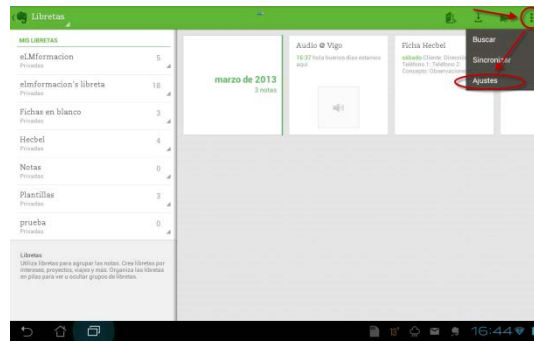 Libretas
MIS LIBRETAS
eLMformacion 5
Privadas
elmformacion's libreta 18
Privadas
Fichas en blanco 3
Privadas
Hecbel 4
Privadas
Notas 0
Privadas
Plantillas 3
Privadas
prueba 0
Privadas
Libretas
Utiliza libretas para agrupar las notas. Crea libretas por
intereses, proyectos, viajes y más. Organiza las libretas
en pilas para ver u ocultar grupos de libretas.
marzo de 2013
3 notas
Audio @ Vigo
16:37 hola buenos dias estamos
aqui.
Ficha Hecbel
sábado Cliente: Dirección
Teléfono 1: Teléfono 2
Concepto: Observaciones
Buscar
Sincronizar
Ajustes
16:44